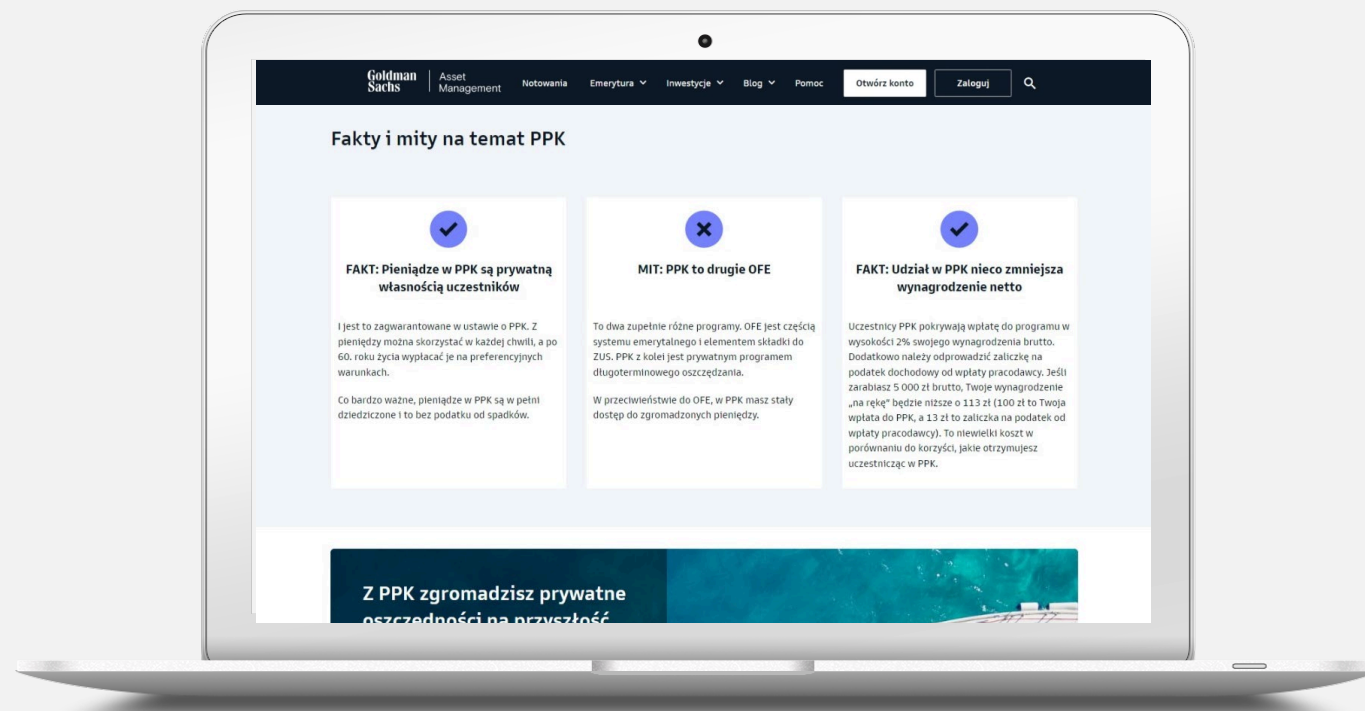 Goldman
Sachs
Asset
Management
Notowania
Emerytura
Inwestycje
Blog
Pomoc
Otwórz konto
Zaloguj
Fakty i mity na temat PPK
FAKT: Pieniądze w PPK są prywatną
własnością uczestników
I jest to zagwarantowane w ustawie o PPK. Z
pieniędzy można skorzystać w każdej chwili, a po
60. roku życia wypłacać je na preferencyjnych
warunkach.
Co bardzo ważne, pieniądze w PPK są w pełni
dziedziczone i to bez podatku od spadków.
MIT: PPK to drugie OFE
To dwa zupełnie różne programy. OFE jest częścią
systemu emerytalnego i elementem składki do
ZUS. PPK z kolei jest prywatnym programem
długoterminowego oszczędzania.
W przeciwieństwie do OFE, w PPK masz stały
dostęp do zgromadzonych pieniędzy.
FAKT: Udział w PPK nieco zmniejsza
wynagrodzenie netto
Uczestnicy PPK pokrywają wpłatę do programu w
wysokości 2% swojego wynagrodzenia brutto.
Dodatkowo należy odprowadzić zaliczkę na
podatek dochodowy od wpłaty pracodawcy. Jeśli
zarabiasz 5 000 zł brutto, Twoje wynagrodzenie
„na rękę” będzie niższe o 113 zł (100 zł to Twoja
wpłata do PPK, a 13 zł to zaliczka na podatek od
wpłaty pracodawcy). To niewielki koszt w
porównaniu do korzyści, jakie otrzymujesz
uczestnicząc w PPK.
Z PPK zgromadzisz prywatne
oszczędności na przyszłość